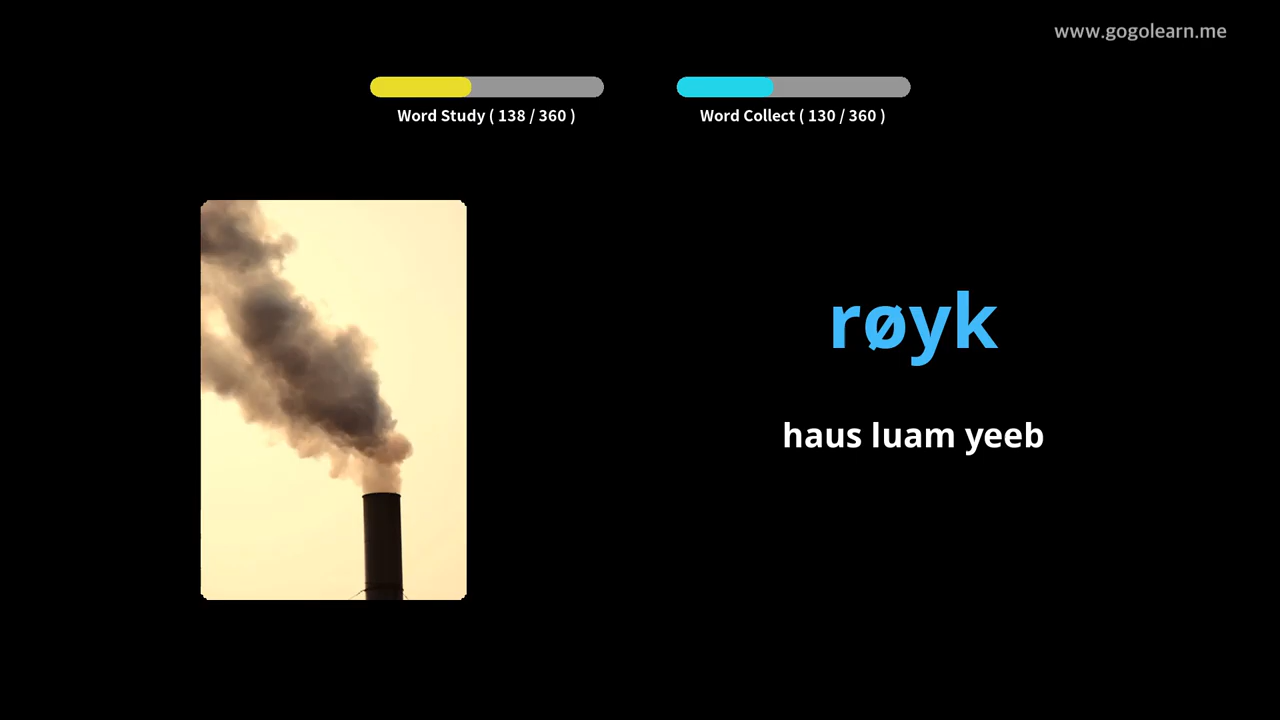 www.gogolearn.me
Word Study ( 138 / 360 )
Word Collect ( 130 / 360 )
røyk
haus luam yeeb